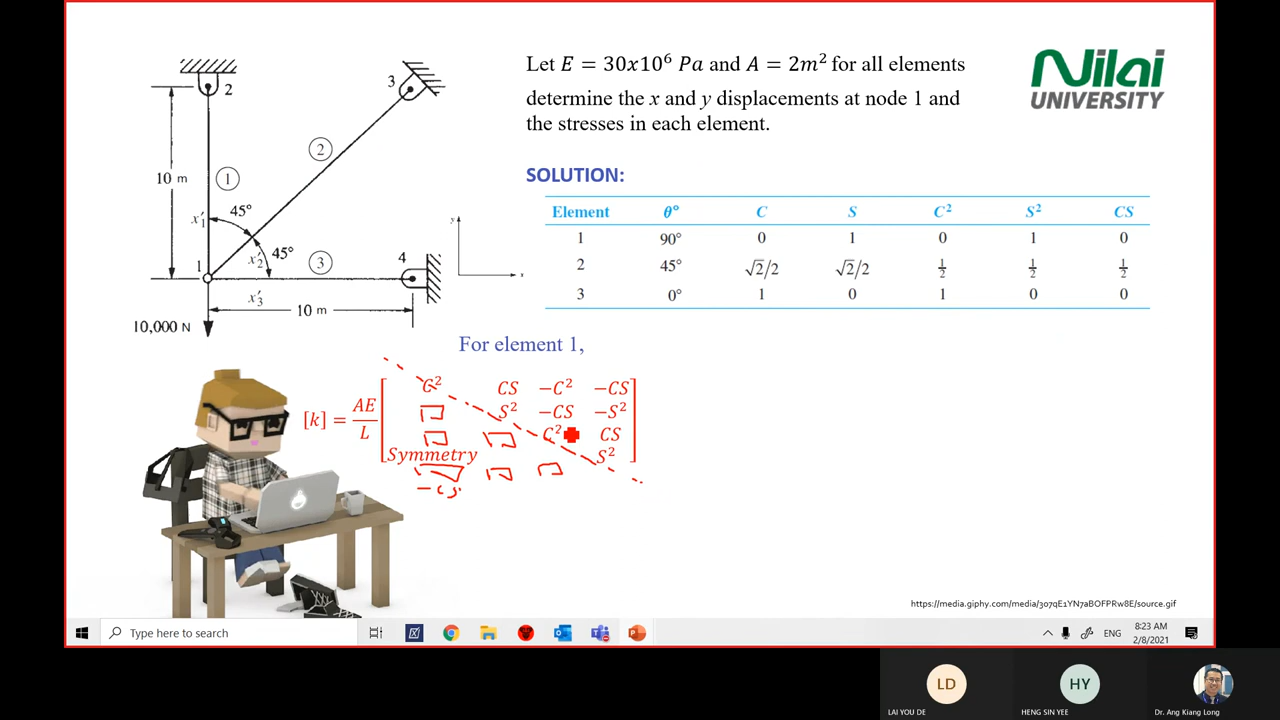 Let E = 30x10⁶ Pa and A = 2m² for all elements
determine the x and y displacements at node 1 and
the stresses in each element.
Nilai
UNIVERSITY
2
3
2
10 m
1
45°
x′₁
45°
x′₂
1
3
4
x′₃
10 m
10,000 N
y
x
SOLUTION:
Element θ° C S C² S² CS
1 90° 0 1 0 1 0
2 45° √2/2 √2/2 1/2 1/2 1/2
3 0° 1 0 1 0 0
For element 1,
[k] = AE/L
C² CS −C² −CS
S² −CS −S²
C² CS
Symmetry S²
−CS
https://media.giphy.com/media/3o7qE1YN7aBOFPRw8E/source.gif
Type here to search
ENG
8:23 AM
2/8/2021
LD
HY
LAI YOU DE
HENG SIN YEE
Dr. Ang Kiang Long